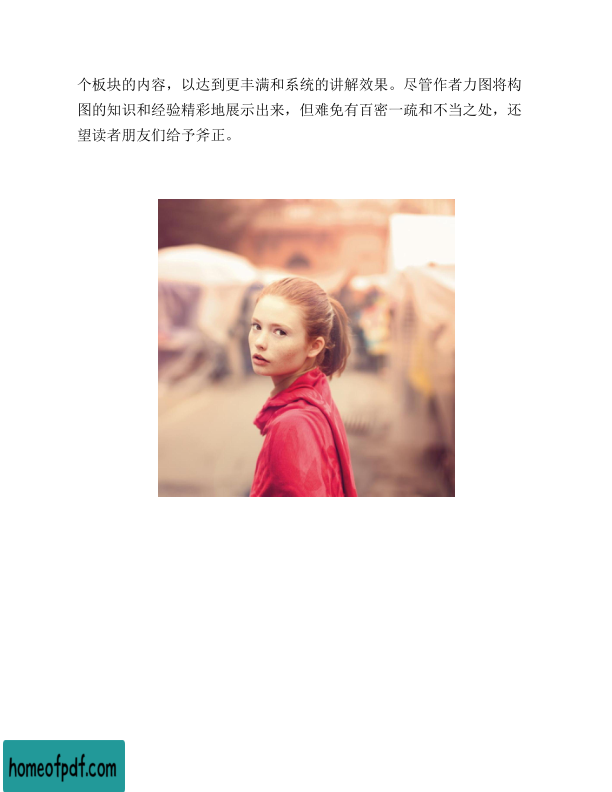 个板块的内容，以达到更丰满和系统的讲解效果。尽管作者力图将构
图的知识和经验精彩地展示出来，但难免有百密一疏和不当之处，还
望读者朋友们给予斧正。
homeofpdf.com